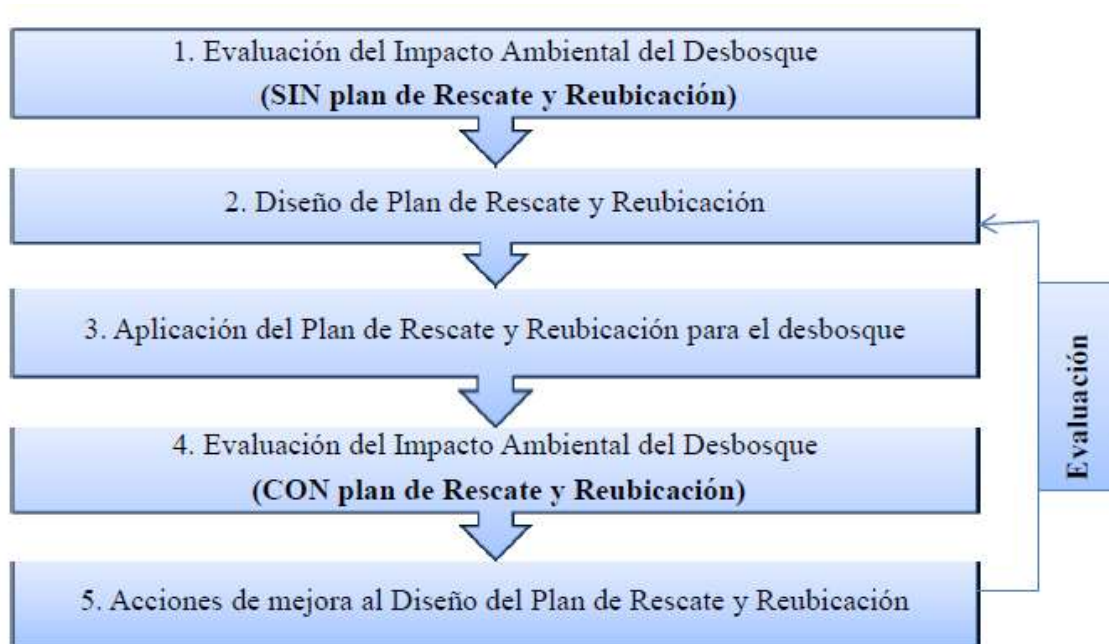 1. Evaluación del Impacto Ambiental del Desbosque
(SIN plan de Rescate y Reubicación)
2. Diseño de Plan de Rescate y Reubicación
3. Aplicación del Plan de Rescate y Reubicación para el desbosque
4. Evaluación del Impacto Ambiental del Desbosque
(CON plan de Rescate y Reubicación)
5. Acciones de mejora al Diseño del Plan de Rescate y Reubicación
Evaluación